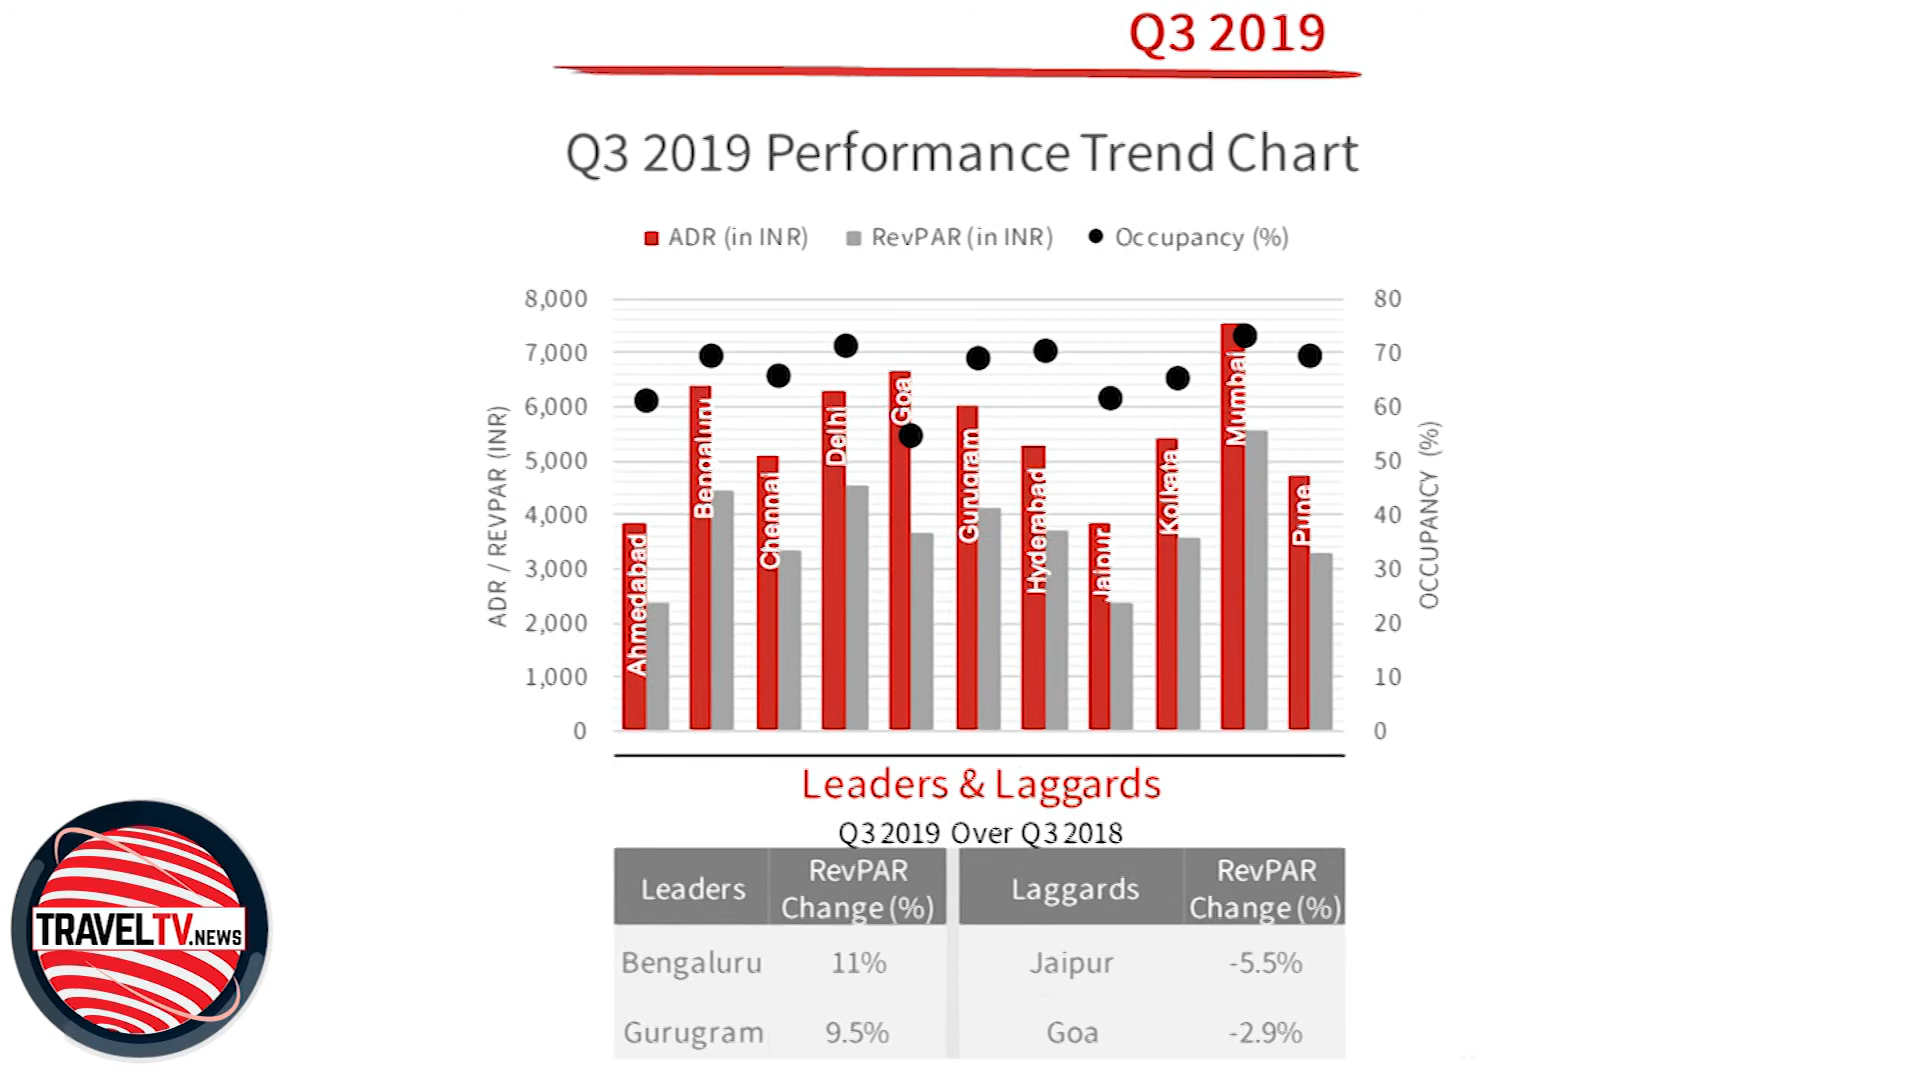 Q3 2019
Q3 2019 Performance Trend Chart
ADR (in INR) RevPAR (in INR) Occupancy (%)
8,000
7,000
6,000
5,000
4,000
3,000
2,000
1,000
0
ADR / REVPAR (INR)
Ahmedabad
Bengaluru
Chennai
Delhi
Goa
Gurugram
Hyderabad
Jaipur
Kolkata
Mumbai
Pune
80
70
60
50
40
30
20
10
0
OCCUPANCY (%)
Leaders & Laggards
Q3 2019 Over Q3 2018
Leaders RevPAR Change (%) Laggards RevPAR Change (%)
Bengaluru 11% Jaipur -5.5%
Gurugram 9.5% Goa -2.9%
TRAVELTV.NEWS